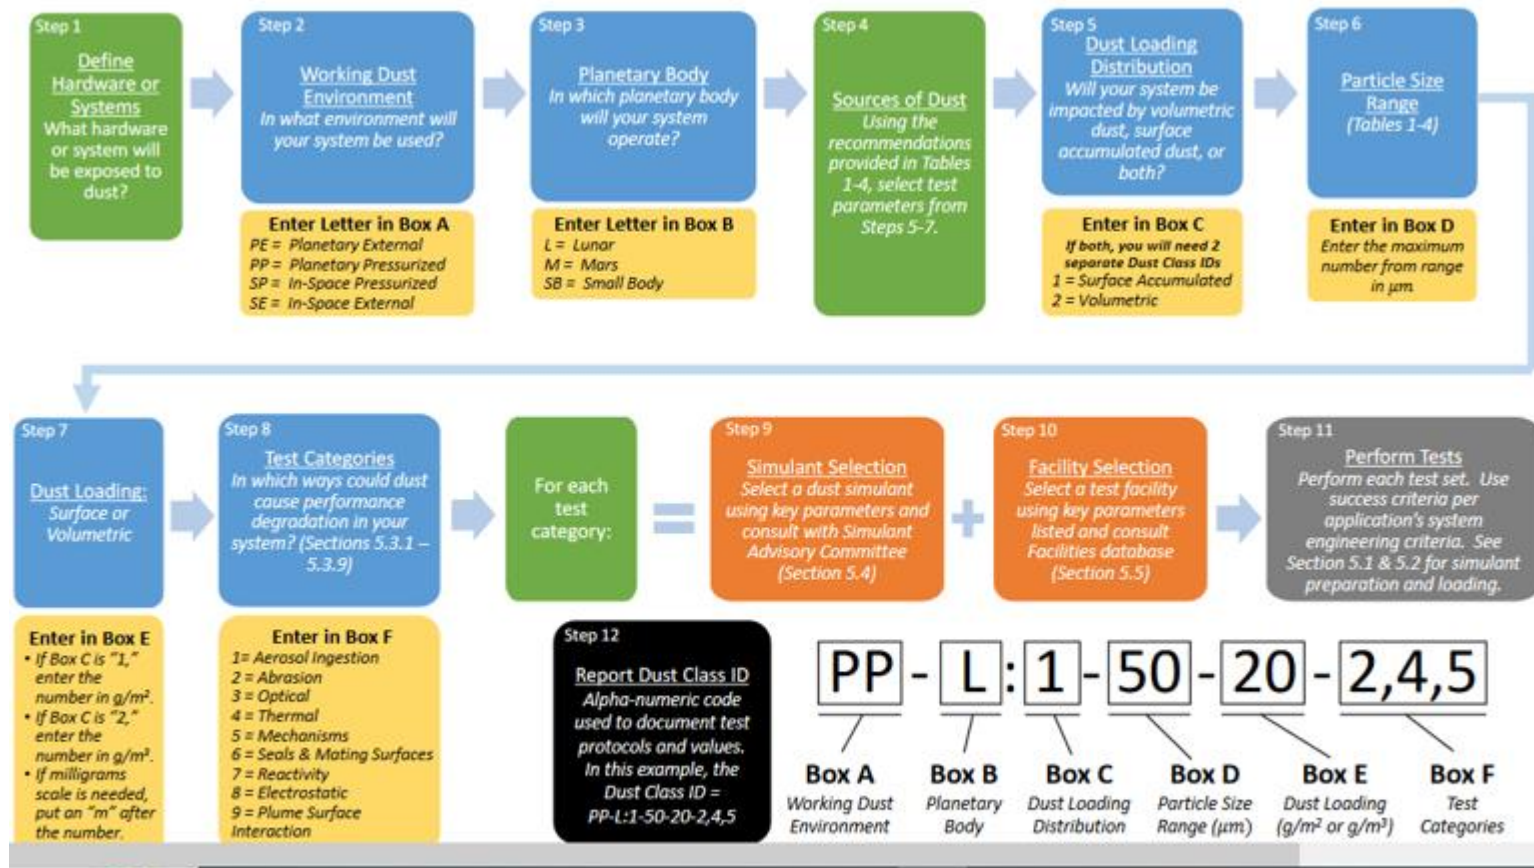 Step 1
Define
Hardware or
Systems
What hardware
or system will
be exposed to
dust?
Step 2
Working Dust
Environment
In what environment will
your system be used?
Enter Letter in Box A
PE = Planetary External
PP = Planetary Pressurized
SP = In-Space Pressurized
SE = In-Space External
Step 3
Planetary Body
In which planetary body
will your system
operate?
Enter Letter in Box B
L = Lunar
M = Mars
SB = Small Body
Step 4
Sources of Dust
Using the
recommendations
provided in Tables
1-4, select test
parameters from
Steps 5-7.
Step 5
Dust Loading
Distribution
Will your system be
impacted by volumetric
dust, surface
accumulated dust, or
both?
Enter in Box C
If both, you will need 2
separate Dust Class IDs
1 = Surface Accumulated
2 = Volumetric
Step 6
Particle Size
Range
(Tables 1-4)
Enter in Box D
Enter the maximum
number from range
in μm
Step 7
Dust Loading:
Surface or
Volumetric
Enter in Box E
• If Box C is "1,"
enter the
number in g/m².
• If Box C is "2,"
enter the
number in g/m³.
• If milligrams
scale is needed,
put an "m" after
the number.
Step 8
Test Categories
In which ways could dust
cause performance
degradation in your
system? (Sections 5.3.1 –
5.3.9)
Enter in Box F
1= Aerosol Ingestion
2 = Abrasion
3 = Optical
4 = Thermal
5 = Mechanisms
6 = Seals & Mating Surfaces
7 = Reactivity
8 = Electrostatic
9 = Plume Surface
Interaction
For each
test
category:
=
Step 9
Simulant Selection
Select a dust simulant
using key parameters and
consult with Simulant
Advisory Committee
(Section 5.4)
+
Step 10
Facility Selection
Select a test facility
using key parameters
listed and consult
Facilities database
(Section 5.5)
Step 11
Perform Tests
Perform each test set. Use
success criteria per
application's system
engineering criteria. See
Section 5.1 & 5.2 for simulant
preparation and loading.
Step 12
Report Dust Class ID
Alpha-numeric code
used to document test
protocols and values.
In this example, the
Dust Class ID =
PP-L:1-50-20-2,4,5
PP - L : 1 - 50 - 20 - 2,4,5
Box A
Working Dust
Environment
Box B
Planetary
Body
Box C
Dust Loading
Distribution
Box D
Particle Size
Range (μm)
Box E
Dust Loading
(g/m² or g/m³)
Box F
Test
Categories